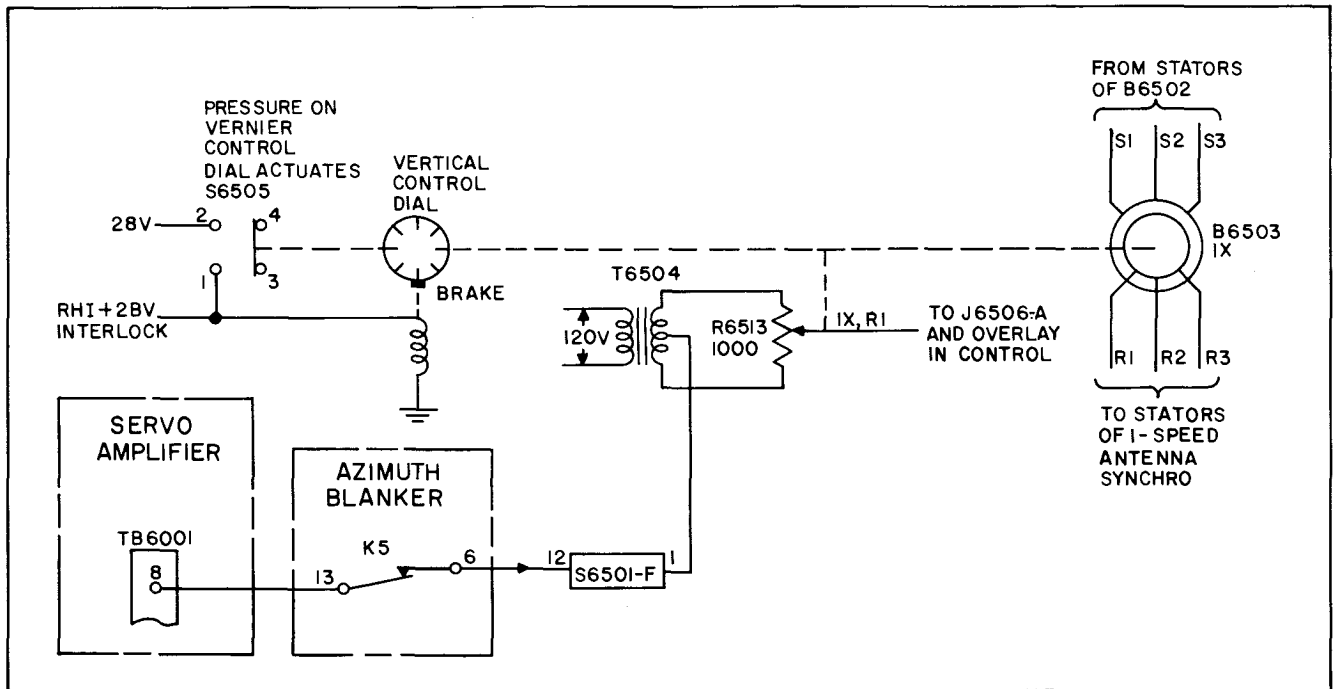 FROM STATORS
OF B6502
S1 S2 S3
PRESSURE ON
VERNIER
CONTROL
DIAL ACTUATES
S6505
VERTICAL
CONTROL
DIAL
28V
2
4
1
3
B6503
1X
BRAKE
RHI+28V
INTERLOCK
T6504
120V
R6513
1000
1X, R1
TO J6506-A
AND OVERLAY
IN CONTROL
R1 R2 R3
TO STATORS
OF 1-SPEED
ANTENNA
SYNCHRO
SERVO
AMPLIFIER
TB6001
8
AZIMUTH
BLANKER
K5
13
6
12
S6501-F
1